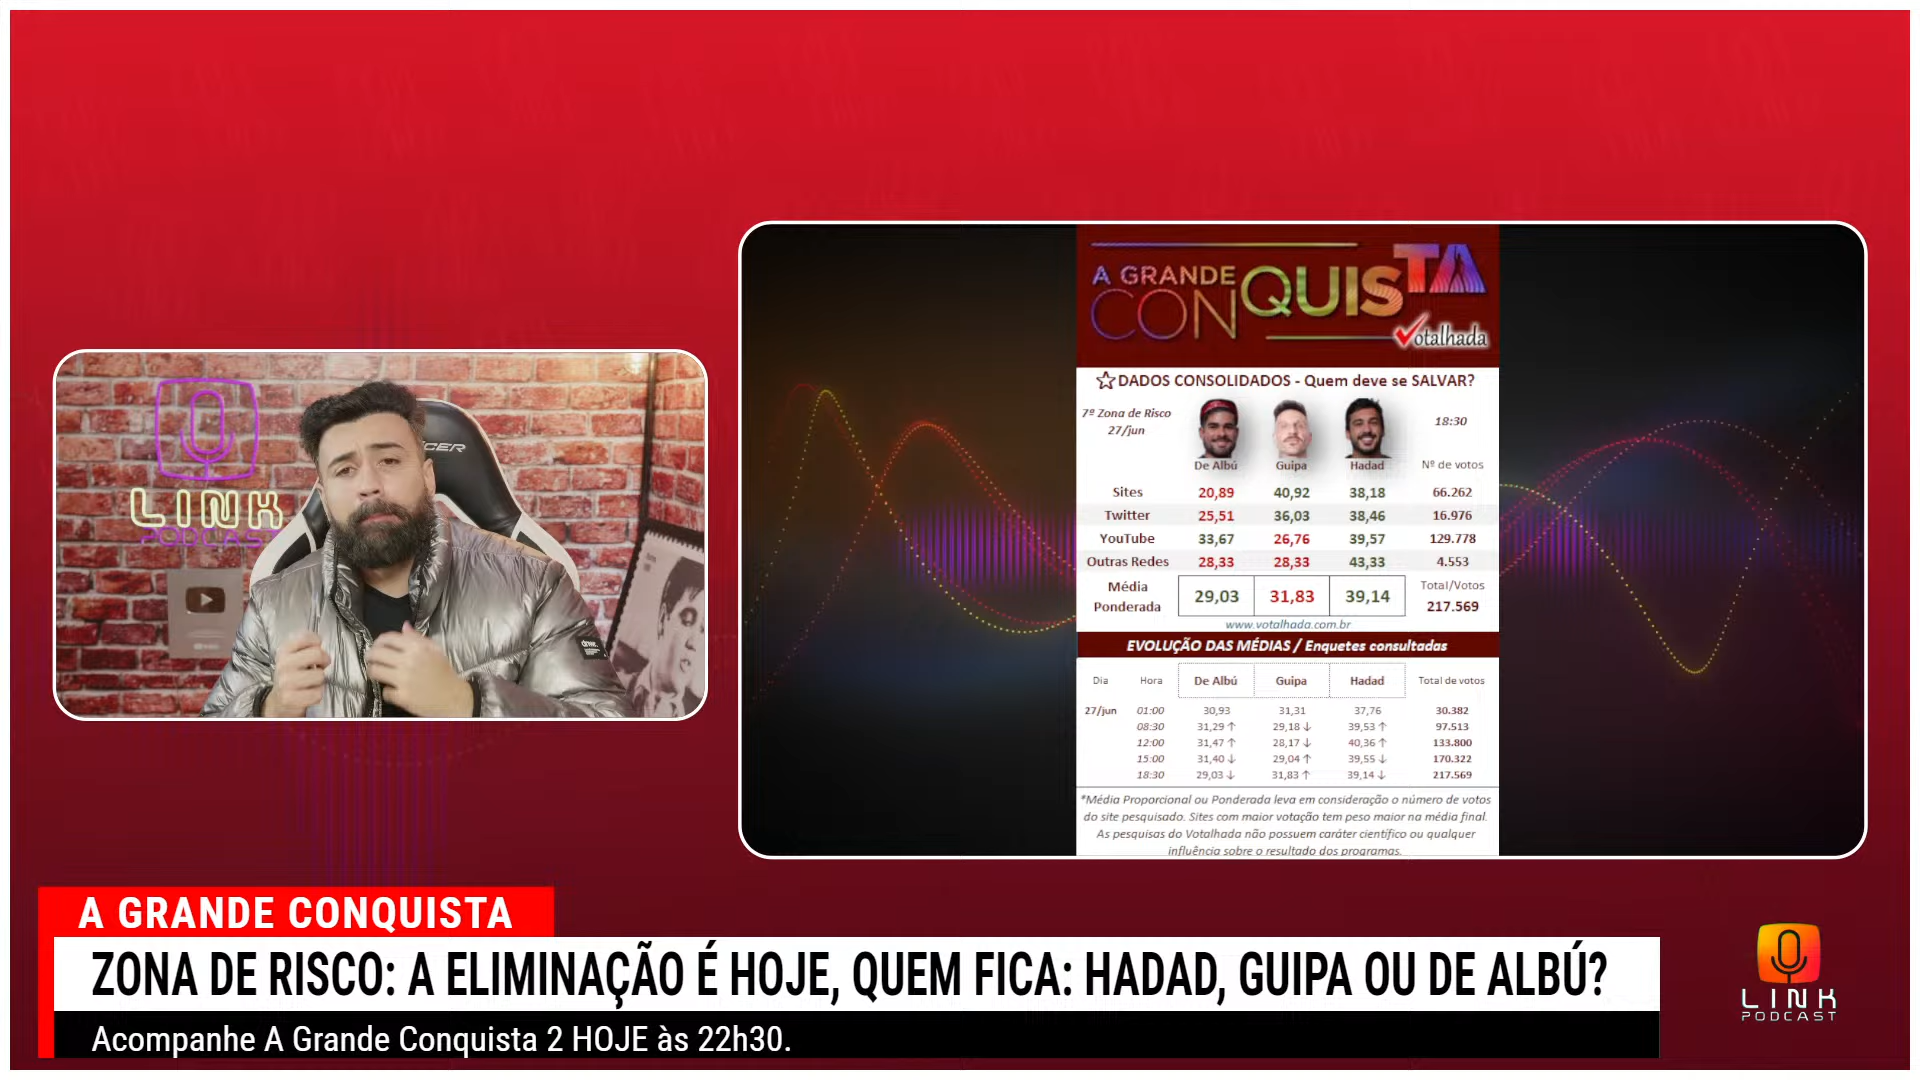 LINK
PODCAST
A GRANDE
CONQUISTA
Votalhada
DADOS CONSOLIDADOS - Quem deve se SALVAR?
7ª Zona de Risco
27/jun
18:30
De Albú Guipa Hadad Nº de votos
Sites 20,89 40,92 38,18 66.262
Twitter 25,51 36,03 38,46 16.976
YouTube 33,67 26,76 39,57 129.778
Outras Redes 28,33 28,33 43,33 4.553
Média Ponderada 29,03 31,83 39,14 Total/Votos 217.569
www.votalhada.com.br
EVOLUÇÃO DAS MÉDIAS / Enquetes consultadas
Dia Hora De Albú Guipa Hadad Total de votos
27/jun 01:00 30,93 31,31 37,76 30.382
08:30 31,29 ↑ 29,18 ↓ 39,53 ↑ 97.513
12:00 31,47 ↑ 28,17 ↓ 40,36 ↑ 133.800
15:00 31,40 ↓ 29,04 ↑ 39,55 ↓ 170.322
18:30 29,03 ↓ 31,83 ↑ 39,14 ↓ 217.569
*Média Proporcional ou Ponderada leva em consideração o número de votos
do site pesquisado. Sites com maior votação tem peso maior na média final.
As pesquisas do Votalhada não possuem caráter científico ou qualquer
influência sobre o resultado dos programas.
A GRANDE CONQUISTA
ZONA DE RISCO: A ELIMINAÇÃO É HOJE, QUEM FICA: HADAD, GUIPA OU DE ALBÚ?
Acompanhe A Grande Conquista 2 HOJE às 22h30.
LINK
PODCAST